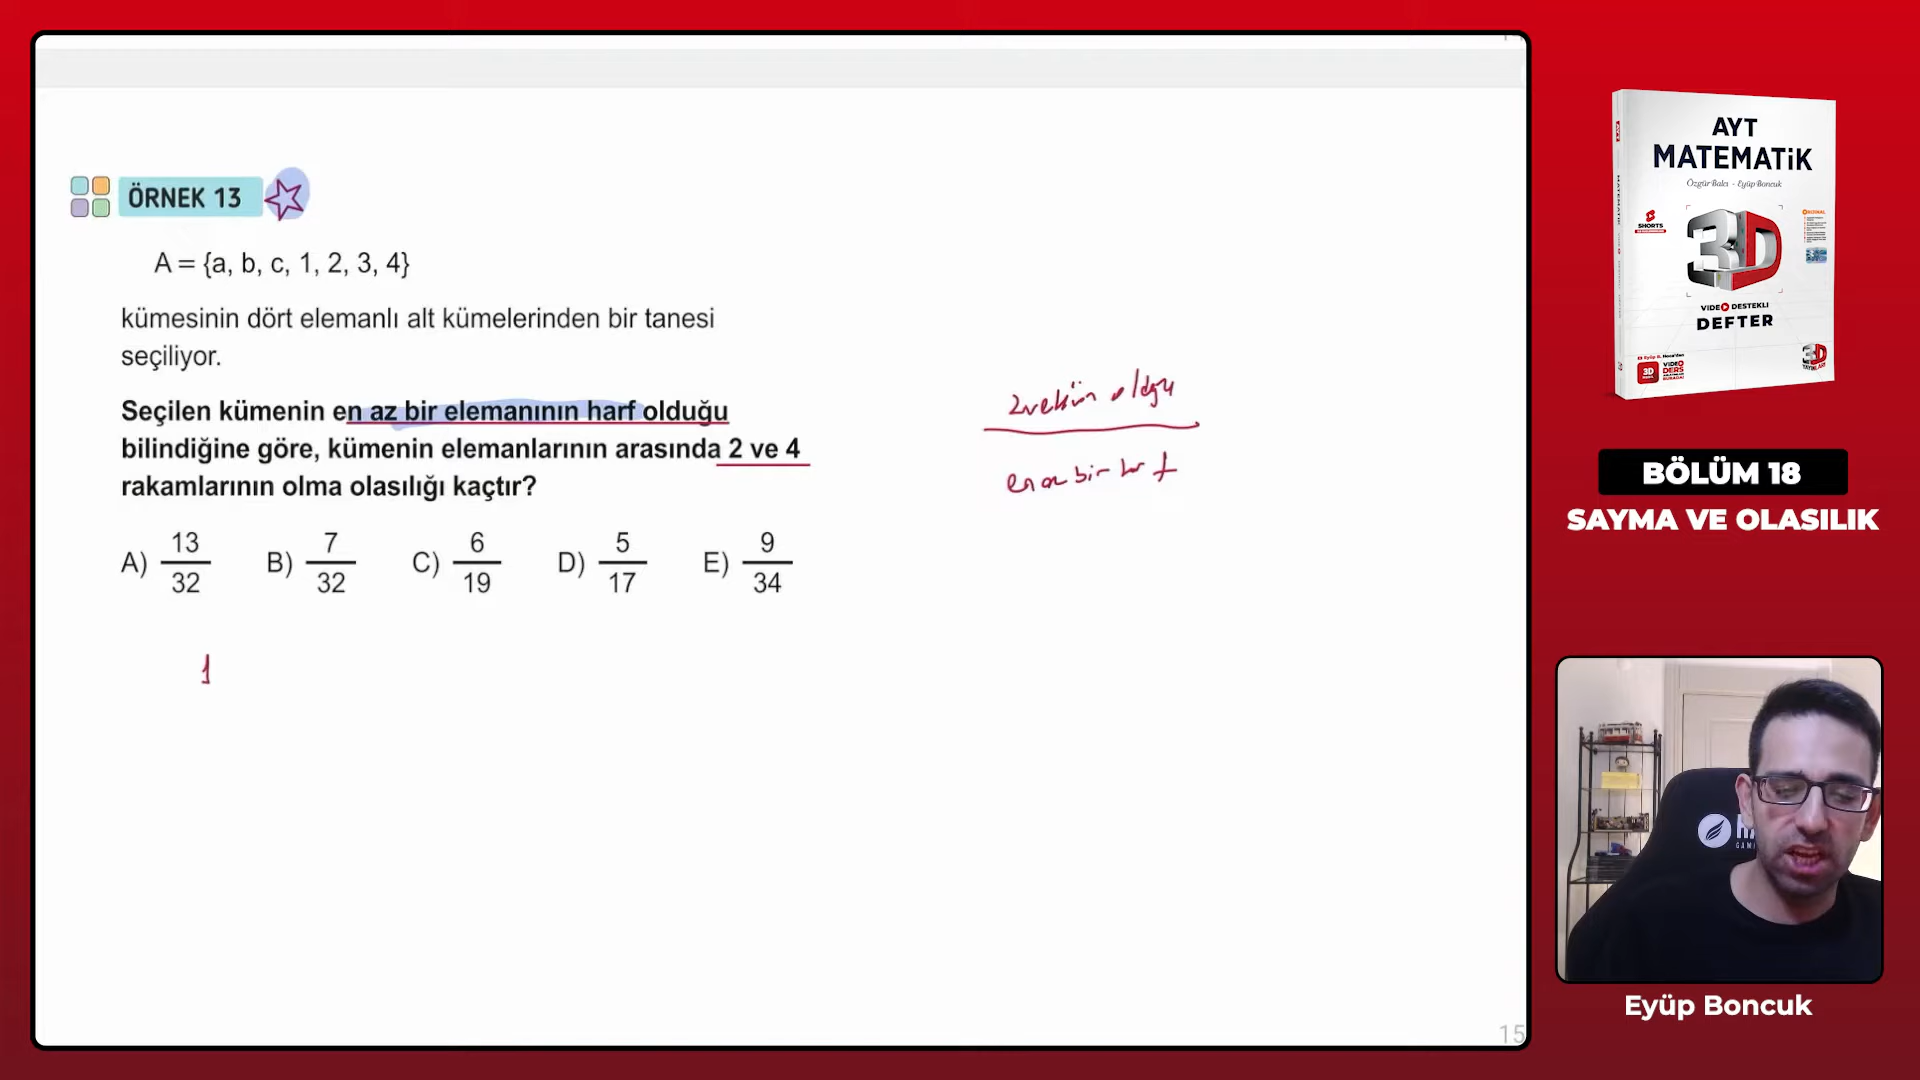 ÖRNEK 13
A = {a, b, c, 1, 2, 3, 4}
kümesinin dört elemanlı alt kümelerinden bir tanesi
seçiliyor.
Seçilen kümenin en az bir elemanının harf olduğu
bilindiğine göre, kümenin elemanlarının arasında 2 ve 4
rakamlarının olma olasılığı kaçtır?
A) 13/32 B) 7/32 C) 6/19 D) 5/17 E) 9/34
1
en az bir harf
15
AYT
MATEMATİK
Özgür Balcı - Eyüp Boncuk
SHORTS
3D
VİDEO DESTEKLİ
DEFTER
BÖLÜM 18
SAYMA VE OLASILIK
Eyüp Boncuk